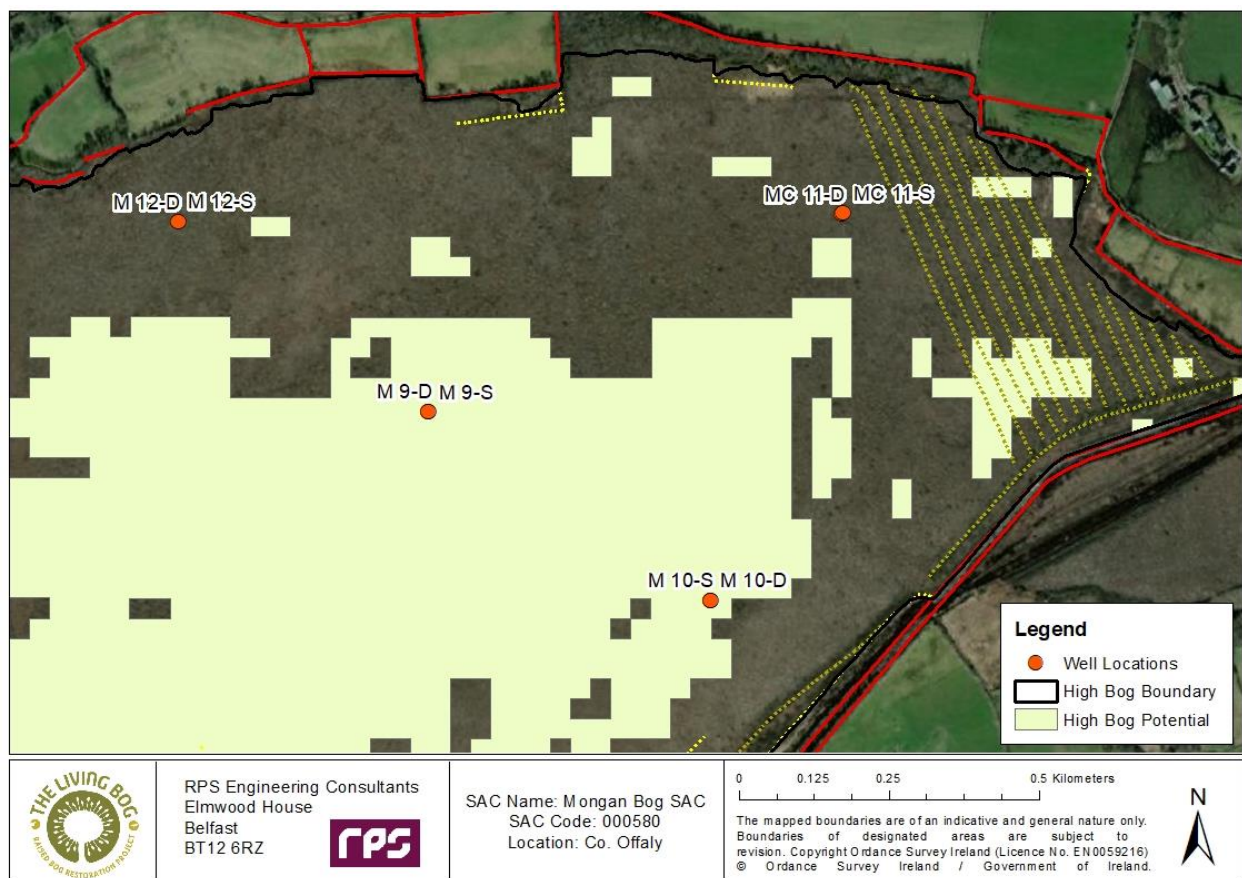 M 12-D M 12-S
MC 11-D MC 11-S
M 9-D M 9-S
M 10-S M 10-D
Legend
Well Locations
High Bog Boundary
High Bog Potential
THE LIVING BOG
RAISED BOG RESTORATION PROJECT
RPS Engineering Consultants
Elmwood House
Belfast
BT12 6RZ
rps
SAC Name: Mongan Bog SAC
SAC Code: 000580
Location: Co. Offaly
0 0.125 0.25 0.5 Kilometers
The mapped boundaries are of an indicative and general nature only.
Boundaries of designated areas are subject to
revision. Copyright Ordance Survey Ireland (Licence No. EN0059216)
© Ordance Survey Ireland / Government of Ireland.
N